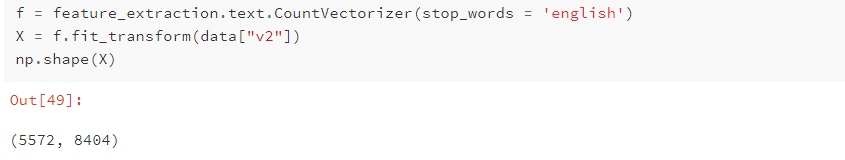 f = feature_extraction.text.CountVectorizer(stop_words = 'english')
X = f.fit_transform(data["v2"])
np.shape(X)
Out[49]:
(5572, 8404)